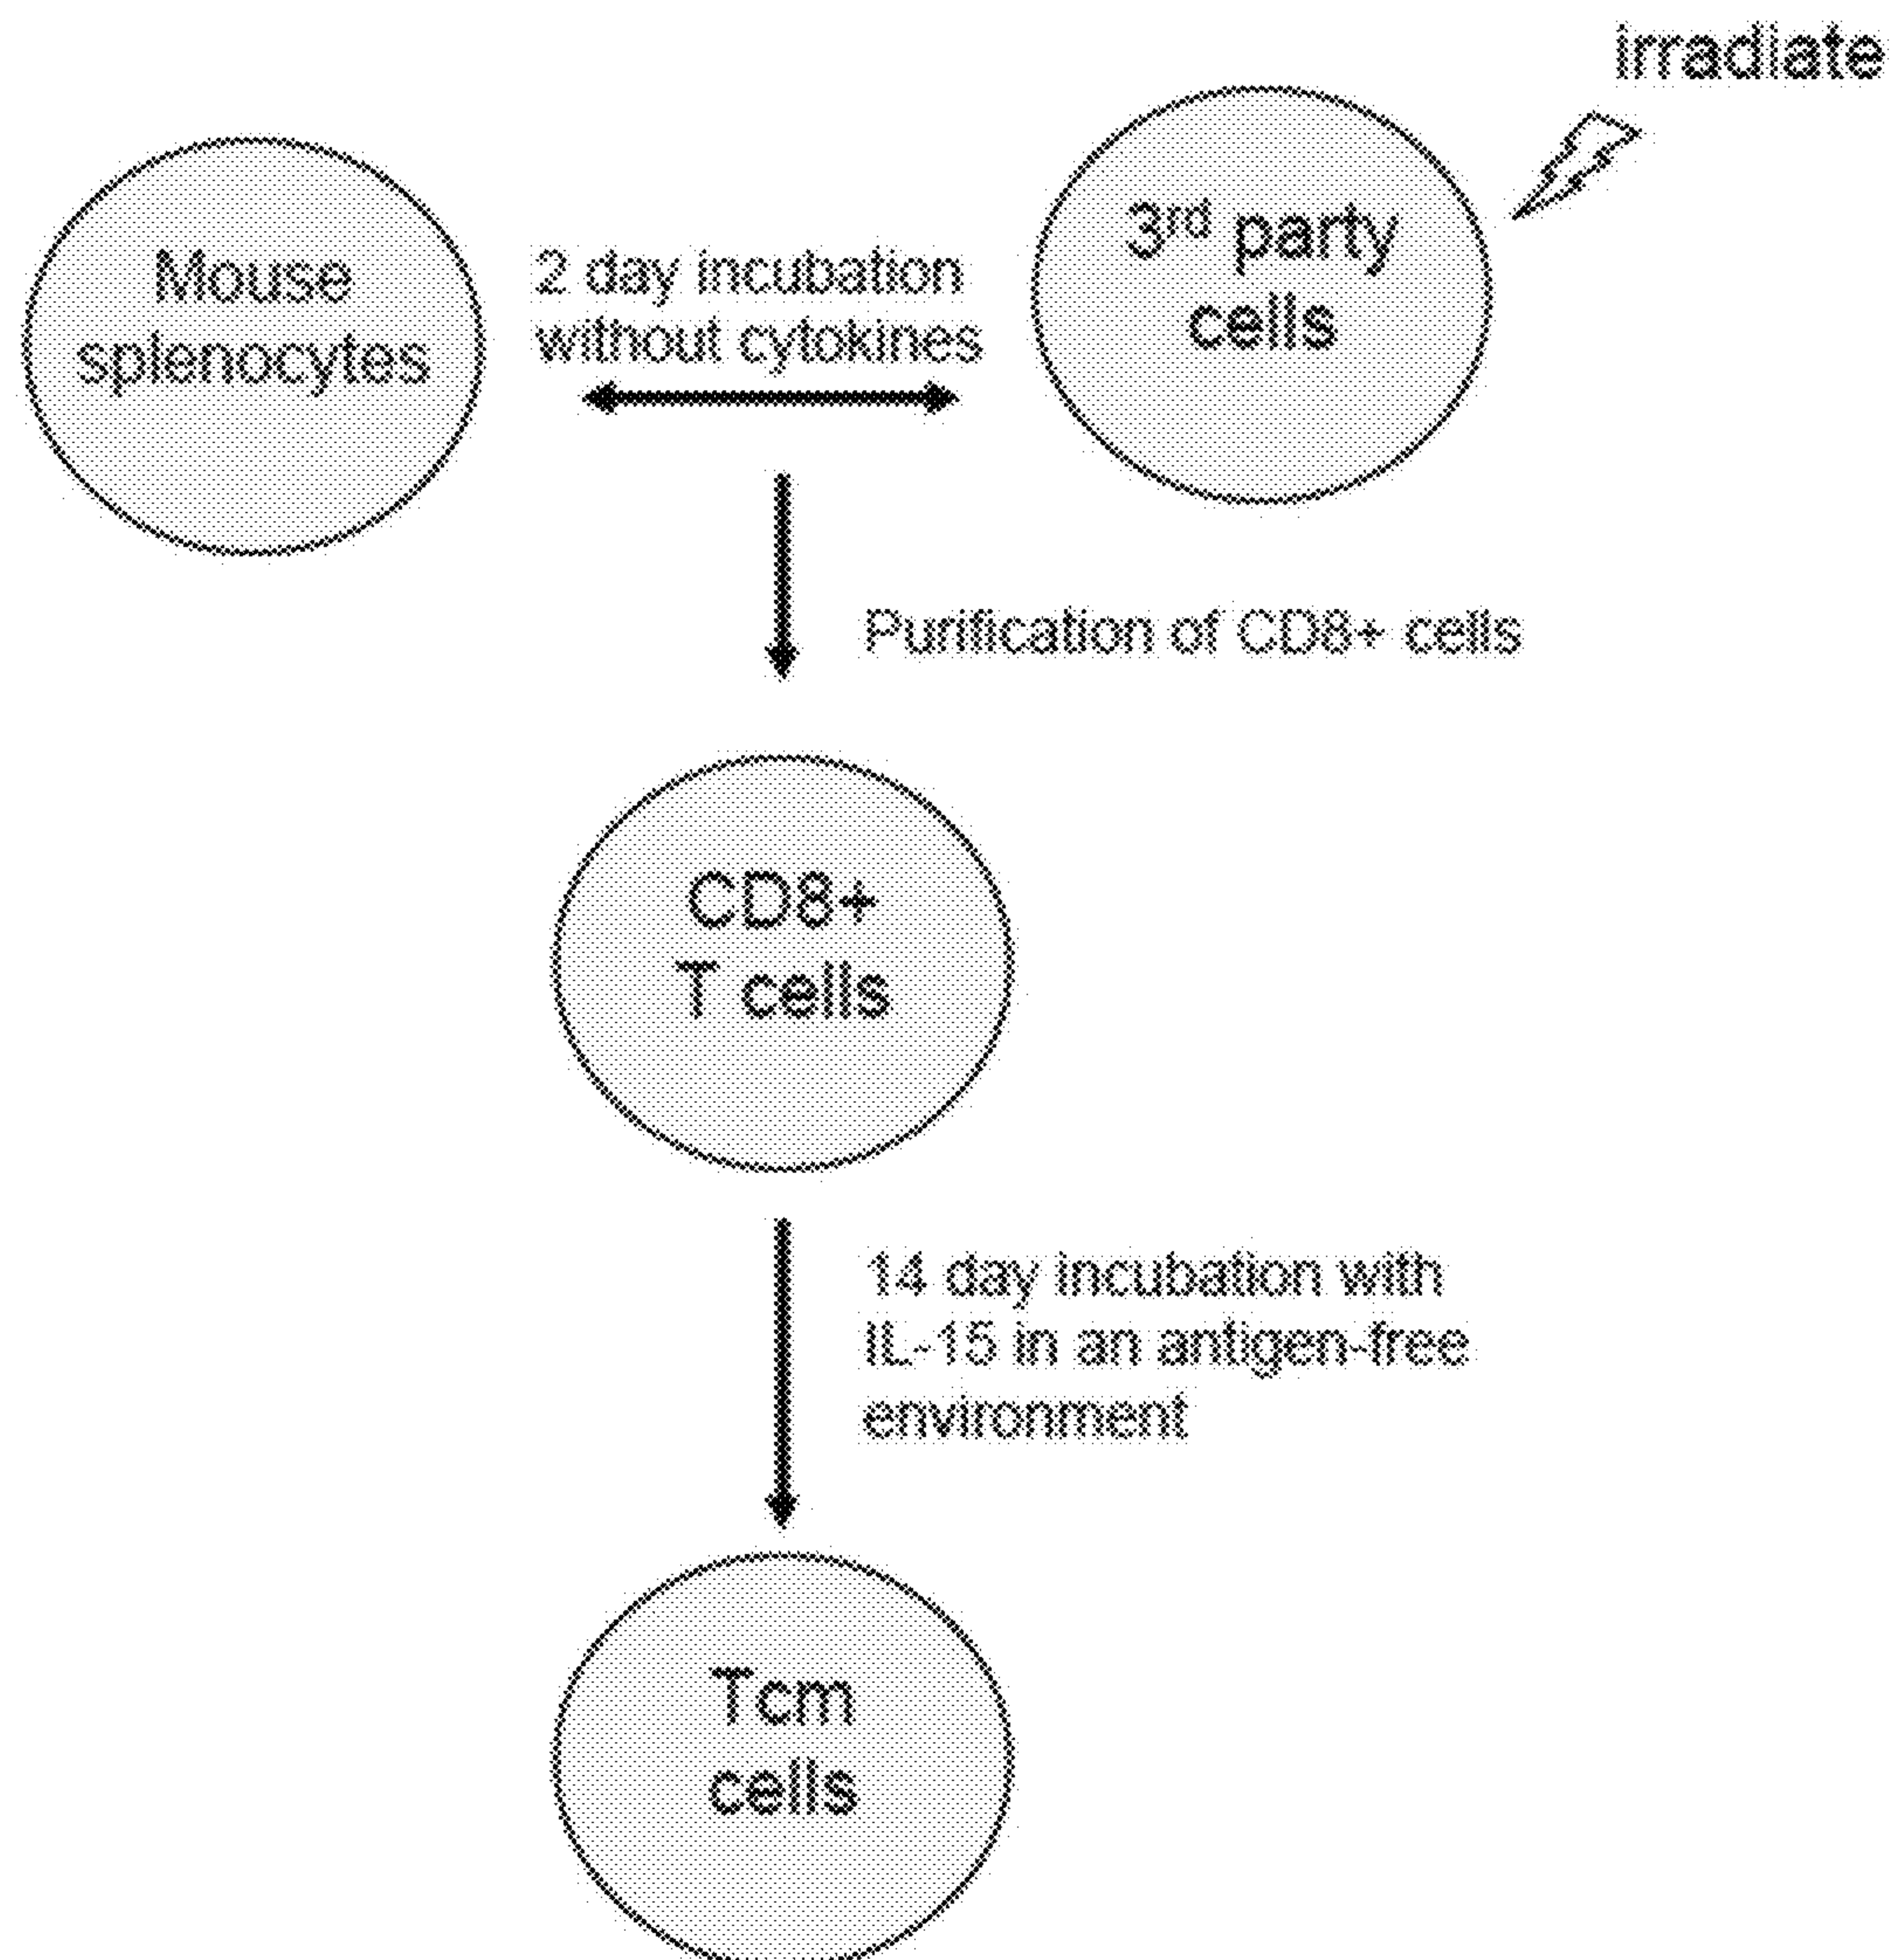 irradiate
Mouse
splenocytes
2 day incubation
without cytokines
3rd party
cells
Purification of CD8+ cells
CD8+
T cells
14 day incubation with
IL-15 in an antigen-free
environment
Tcm
cells